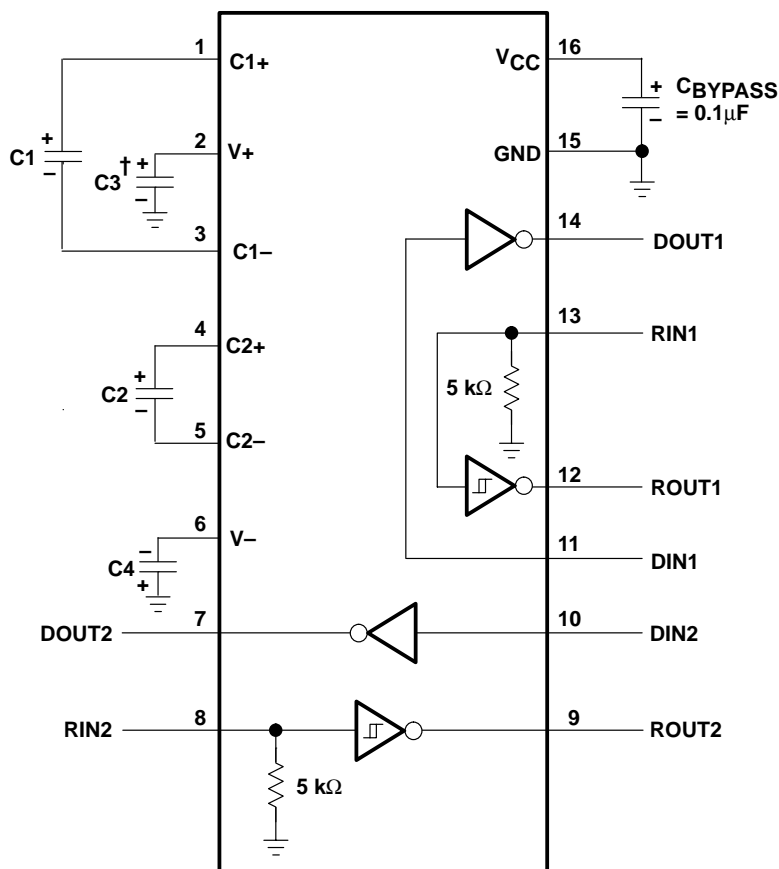 1
C1+
VCC
16
+
CBYPASS
= 0.1μF
–
2
V+
GND
15
+
C1
–
C3
†
+
–
3
C1–
14
DOUT1
4
C2+
13
RIN1
5 kΩ
+
C2
–
5
C2–
12
ROUT1
6
V–
11
DIN1
–
C4
+
DOUT2
7
10
DIN2
RIN2
8
9
ROUT2
5 kΩ